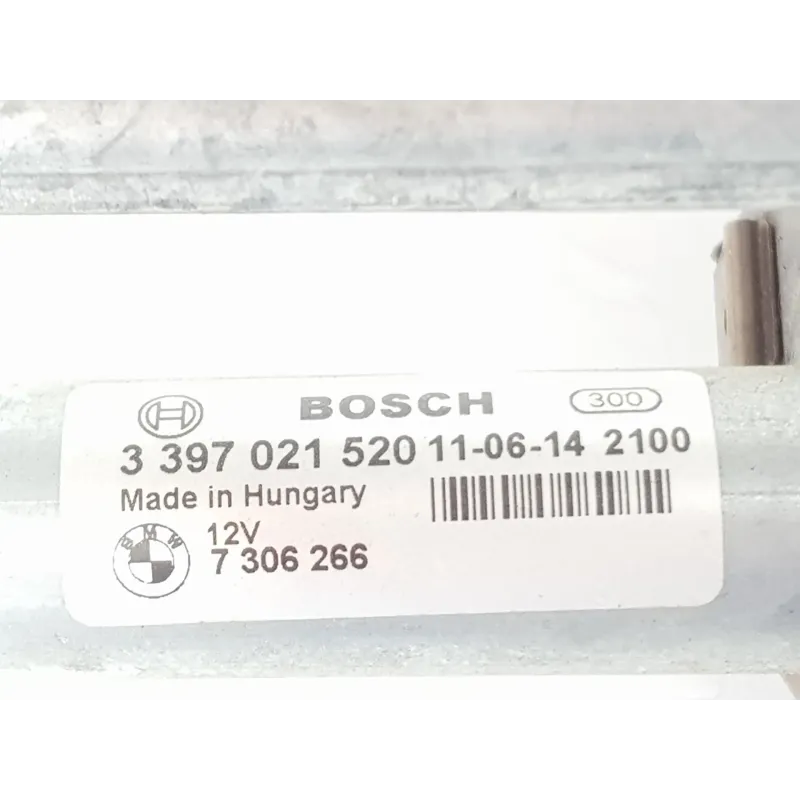 BOSCH 300
3 397 021 520 11-06-14 2100
Made in Hungary
12V
BMW 7 306 266